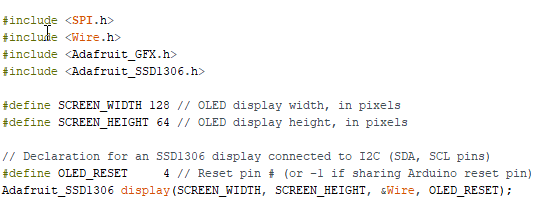 #include <SPI.h>
#include <Wire.h>
#include <Adafruit_GFX.h>
#include <Adafruit_SSD1306.h>
#define SCREEN_WIDTH 128 // OLED display width, in pixels
#define SCREEN_HEIGHT 64 // OLED display height, in pixels
// Declaration for an SSD1306 display connected to I2C (SDA, SCL pins)
#define OLED_RESET     4 // Reset pin # (or -1 if sharing Arduino reset pin)
Adafruit_SSD1306 display(SCREEN_WIDTH, SCREEN_HEIGHT, &Wire, OLED_RESET);